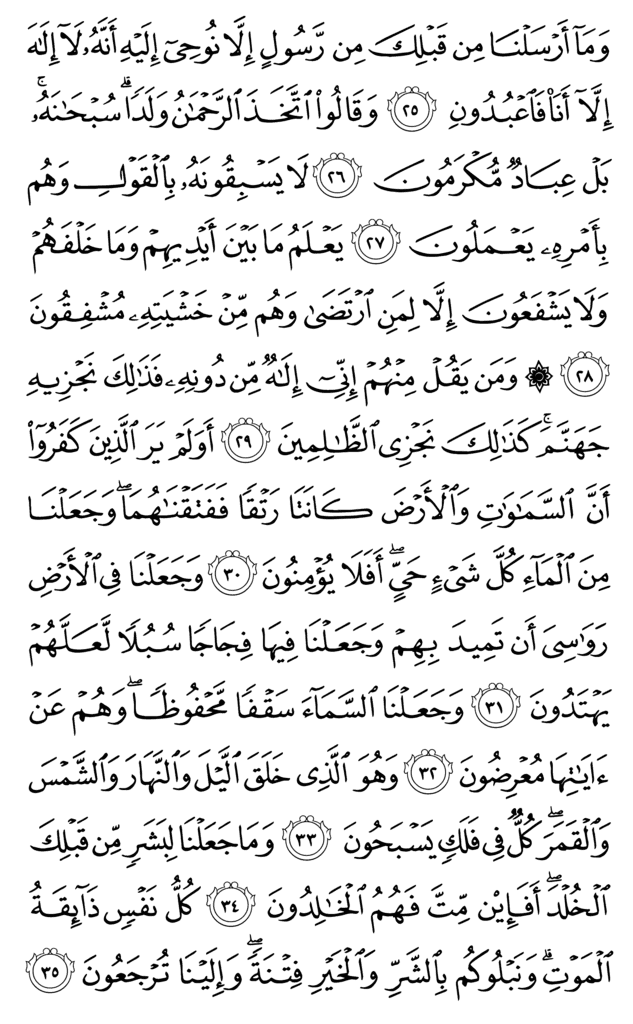 وَمَآ أَرۡسَلۡنَا مِن قَبۡلِكَ مِن رَّسُولٍ إِلَّا نُوحِيٓ إِلَيۡهِ أَنَّهُۥ لَآ إِلَٰهَ
إِلَّآ أَنَا۠ فَٱعۡبُدُونِ ٢٥ وَقَالُواْ ٱتَّخَذَ ٱلرَّحۡمَٰنُ وَلَدٗاۗ سُبۡحَٰنَهُۥۚ
بَلۡ عِبَادٞ مُّكۡرَمُونَ ٢٦ لَا يَسۡبِقُونَهُۥ بِٱلۡقَوۡلِ وَهُم
بِأَمۡرِهِۦ يَعۡمَلُونَ ٢٧ يَعۡلَمُ مَا بَيۡنَ أَيۡدِيهِمۡ وَمَا خَلۡفَهُمۡ
وَلَا يَشۡفَعُونَ إِلَّا لِمَنِ ٱرۡتَضَىٰ وَهُم مِّنۡ خَشۡيَتِهِۦ مُشۡفِقُونَ
٢٨ ۞ وَمَن يَقُلۡ مِنۡهُمۡ إِنِّيٓ إِلَٰهٞ مِّن دُونِهِۦ فَذَٰلِكَ نَجۡزِيهِ
جَهَنَّمَۚ كَذَٰلِكَ نَجۡزِي ٱلظَّٰلِمِينَ ٢٩ أَوَلَمۡ يَرَ ٱلَّذِينَ كَفَرُوٓاْ
أَنَّ ٱلسَّمَٰوَٰتِ وَٱلۡأَرۡضَ كَانَتَا رَتۡقٗا فَفَتَقۡنَٰهُمَاۖ وَجَعَلۡنَا
مِنَ ٱلۡمَآءِ كُلَّ شَيۡءٍ حَيٍّۚ أَفَلَا يُؤۡمِنُونَ ٣٠ وَجَعَلۡنَا فِي ٱلۡأَرۡضِ
رَوَٰسِيَ أَن تَمِيدَ بِهِمۡ وَجَعَلۡنَا فِيهَا فِجَاجٗا سُبُلٗا لَّعَلَّهُمۡ
يَهۡتَدُونَ ٣١ وَجَعَلۡنَا ٱلسَّمَآءَ سَقۡفٗا مَّحۡفُوظٗاۖ وَهُمۡ عَنۡ
ءَايَٰتِهَا مُعۡرِضُونَ ٣٢ وَهُوَ ٱلَّذِي خَلَقَ ٱلَّيۡلَ وَٱلنَّهَارَ وَٱلشَّمۡسَ
وَٱلۡقَمَرَۖ كُلّٞ فِي فَلَكٖ يَسۡبَحُونَ ٣٣ وَمَا جَعَلۡنَا لِبَشَرٖ مِّن قَبۡلِكَ
ٱلۡخُلۡدَۖ أَفَإِيْن مِّتَّ فَهُمُ ٱلۡخَٰلِدُونَ ٣٤ كُلُّ نَفۡسٖ ذَآئِقَةُ
ٱلۡمَوۡتِۗ وَنَبۡلُوكُم بِٱلشَّرِّ وَٱلۡخَيۡرِ فِتۡنَةٗۖ وَإِلَيۡنَا تُرۡجَعُونَ ٣٥